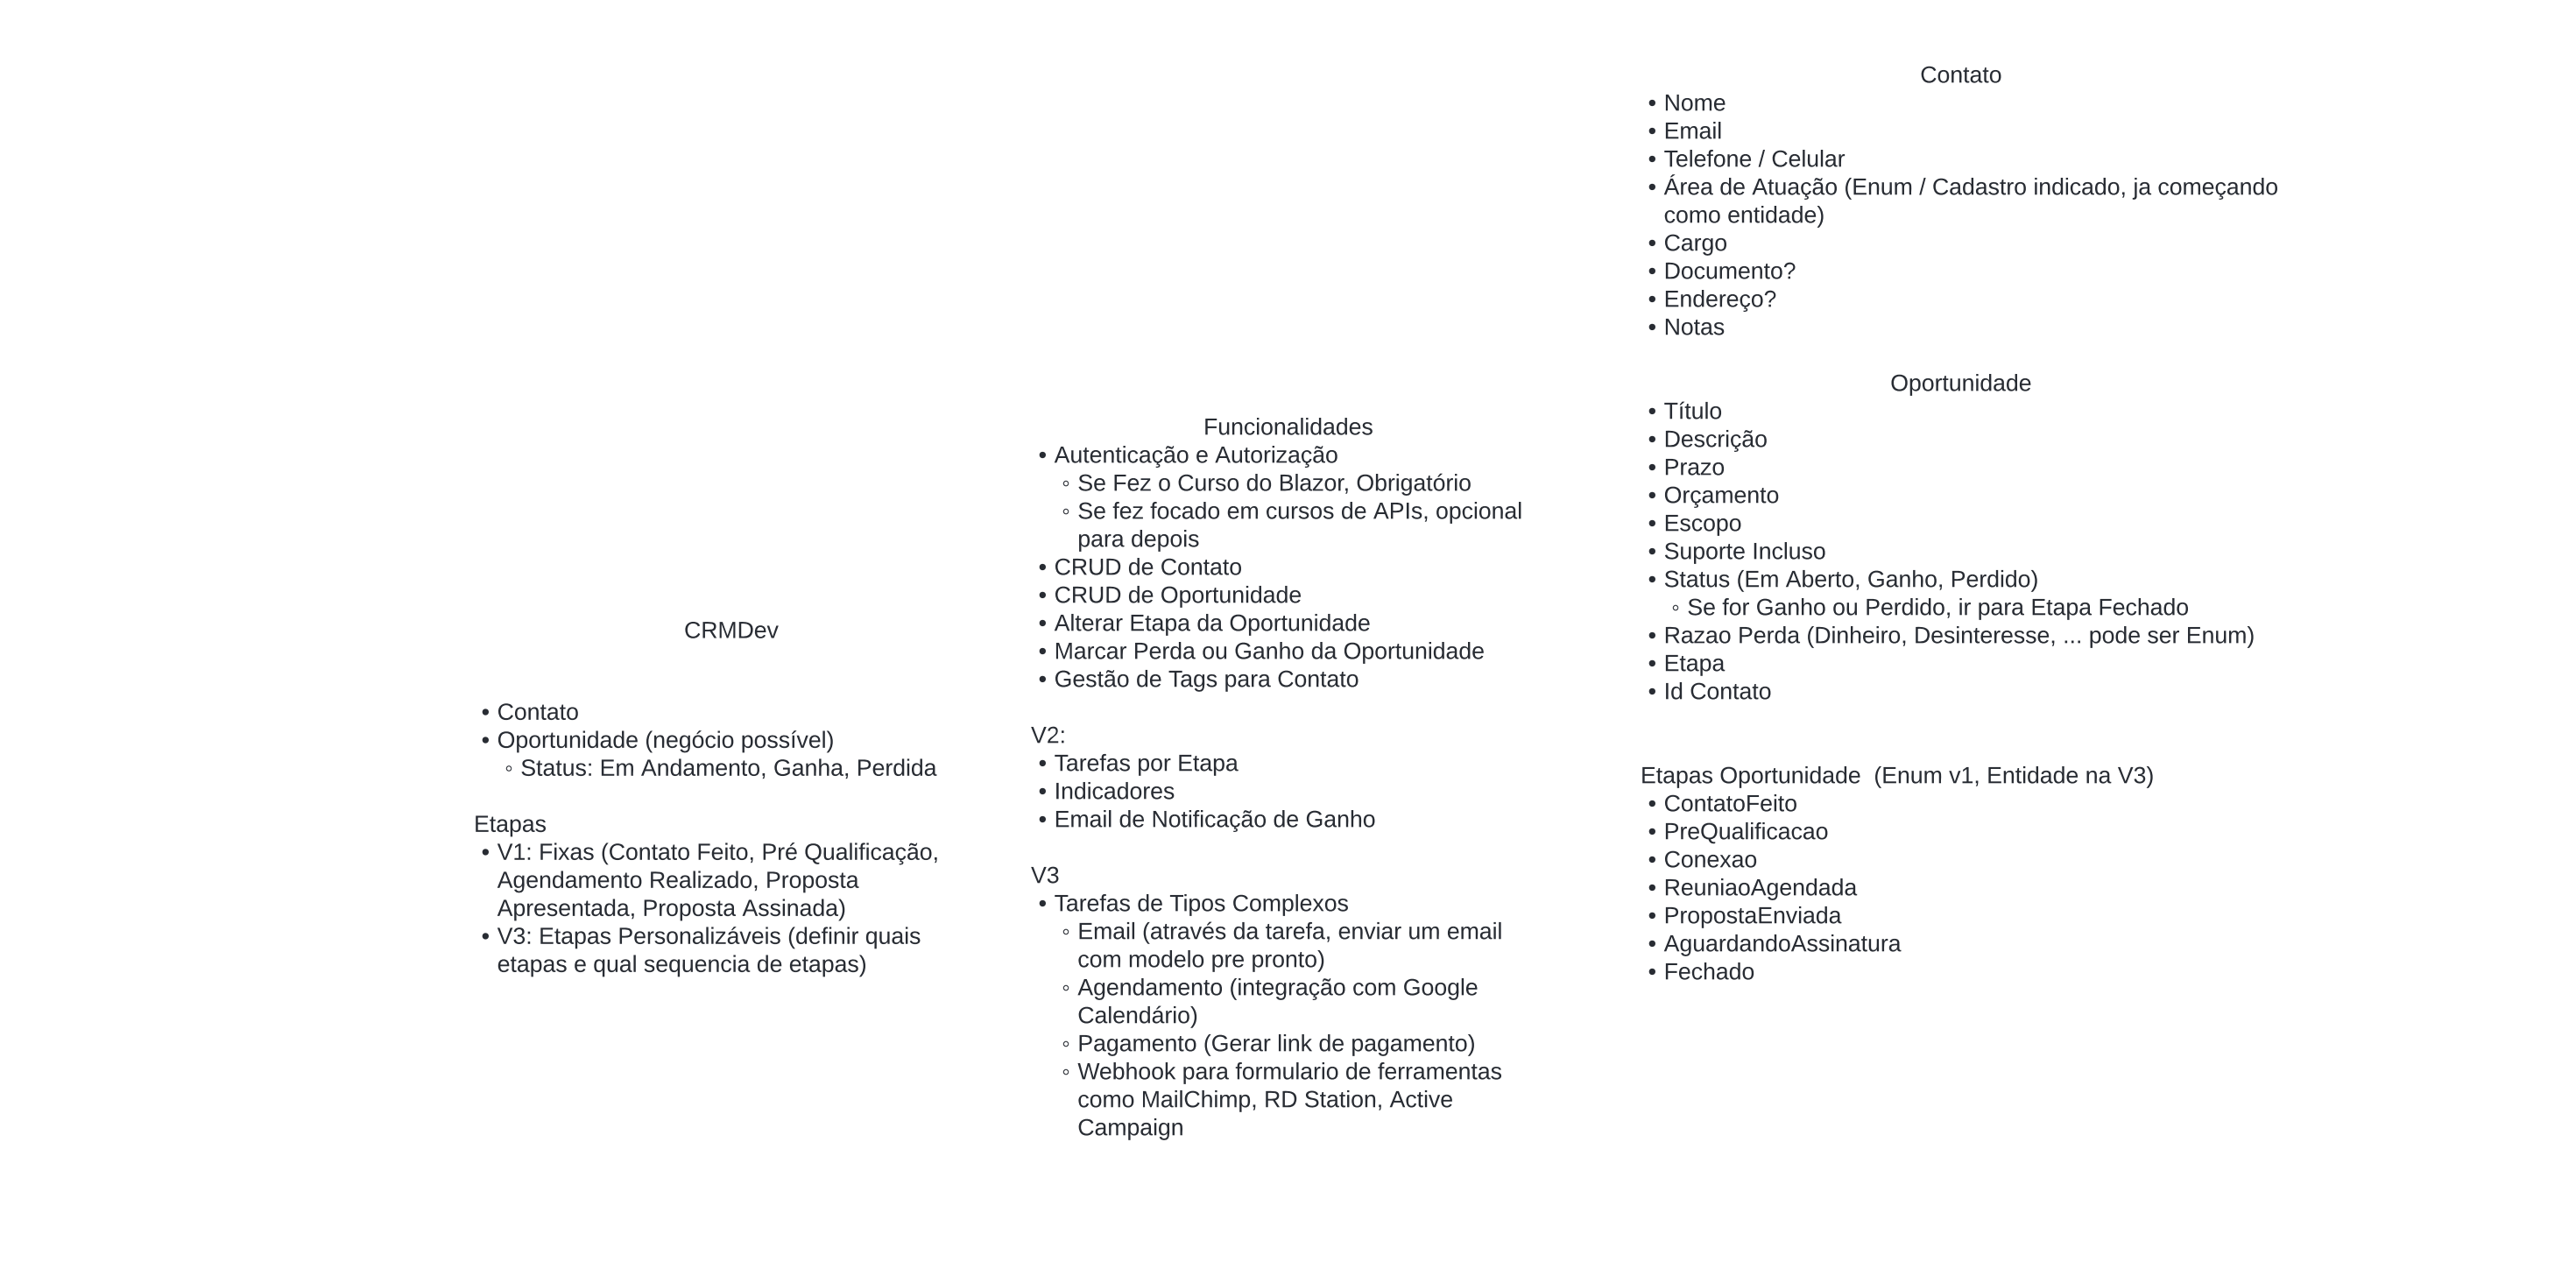 CRMDev
• Contato
• Oportunidade (negócio possível)
◦ Status: Em Andamento, Ganha, Perdida
Etapas
• V1: Fixas (Contato Feito, Pré Qualificação,
Agendamento Realizado, Proposta
Apresentada, Proposta Assinada)
• V3: Etapas Personalizáveis (definir quais
etapas e qual sequencia de etapas)
Funcionalidades
• Autenticação e Autorização
◦ Se Fez o Curso do Blazor, Obrigatório
◦ Se fez focado em cursos de APIs, opcional
para depois
• CRUD de Contato
• CRUD de Oportunidade
• Alterar Etapa da Oportunidade
• Marcar Perda ou Ganho da Oportunidade
• Gestão de Tags para Contato
V2:
• Tarefas por Etapa
• Indicadores
• Email de Notificação de Ganho
V3
• Tarefas de Tipos Complexos
◦ Email (através da tarefa, enviar um email
com modelo pre pronto)
◦ Agendamento (integração com Google
Calendário)
◦ Pagamento (Gerar link de pagamento)
◦ Webhook para formulario de ferramentas
como MailChimp, RD Station, Active
Campaign
Contato
• Nome
• Email
• Telefone / Celular
• Área de Atuação (Enum / Cadastro indicado, ja começando
como entidade)
• Cargo
• Documento?
• Endereço?
• Notas
Oportunidade
• Título
• Descrição
• Prazo
• Orçamento
• Escopo
• Suporte Incluso
• Status (Em Aberto, Ganho, Perdido)
◦ Se for Ganho ou Perdido, ir para Etapa Fechado
• Razao Perda (Dinheiro, Desinteresse, ... pode ser Enum)
• Etapa
• Id Contato
Etapas Oportunidade  (Enum v1, Entidade na V3)
• ContatoFeito
• PreQualificacao
• Conexao
• ReuniaoAgendada
• PropostaEnviada
• AguardandoAssinatura
• Fechado